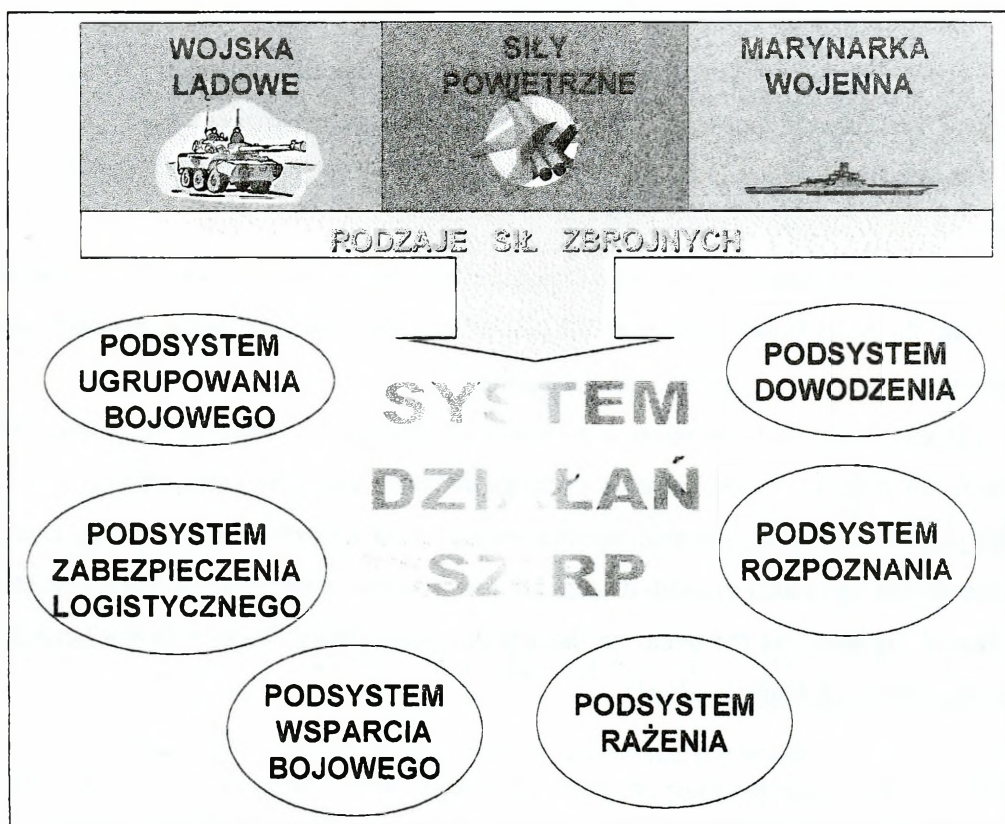 WOJSKA
LĄDOWE
SIŁY
POWIETRZNE
MARYNARKA
WOJENNA
RODZAJE SIŁ ZBROJNYCH
PODSYSTEM
UGRUPOWANIA
BOJOWEGO
PODSYSTEM
DOWODZENIA
SYSTEM
DZIAŁAŃ
SZ RP
PODSYSTEM
ZABEZPIECZENIA
LOGISTYCZNEGO
PODSYSTEM
ROZPOZNANIA
PODSYSTEM
WSPARCIA
BOJOWEGO
PODSYSTEM
RAŻENIA